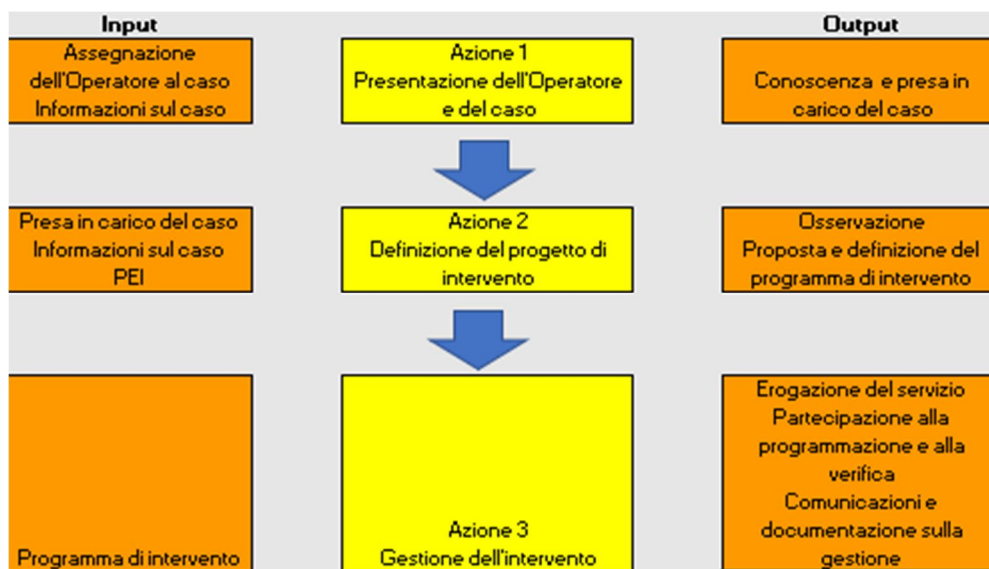 Input
Output
Assegnazione
dell'Operatore al caso
Informazioni sul caso
Azione 1
Presentazione dell'Operatore
e del caso
Conoscenza e presa in
carico del caso
Presa in carico del caso
Informazioni sul caso
PEI
Azione 2
Definizione del progetto di
intervento
Osservazione
Proposta e definizione del
programma di intervento
Programma di intervento
Azione 3
Gestione dell'intervento
Erogazione del servizio
Partecipazione alla
programmazione e alla
verifica
Comunicazioni e
documentazione sulla
gestione